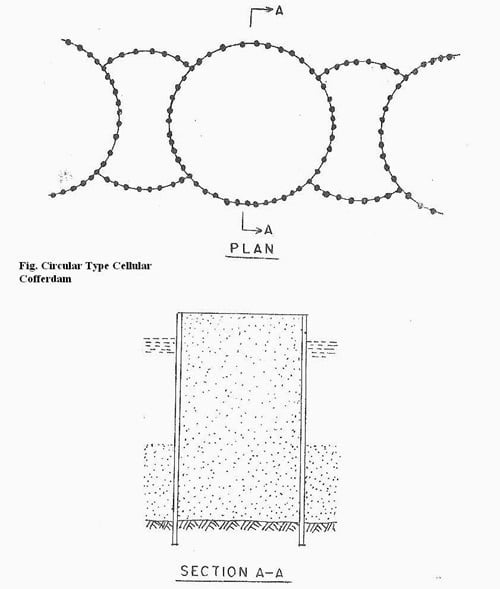 A
A
PLAN
Fig. Circular Type Cellular
Cofferdam
SECTION A-A